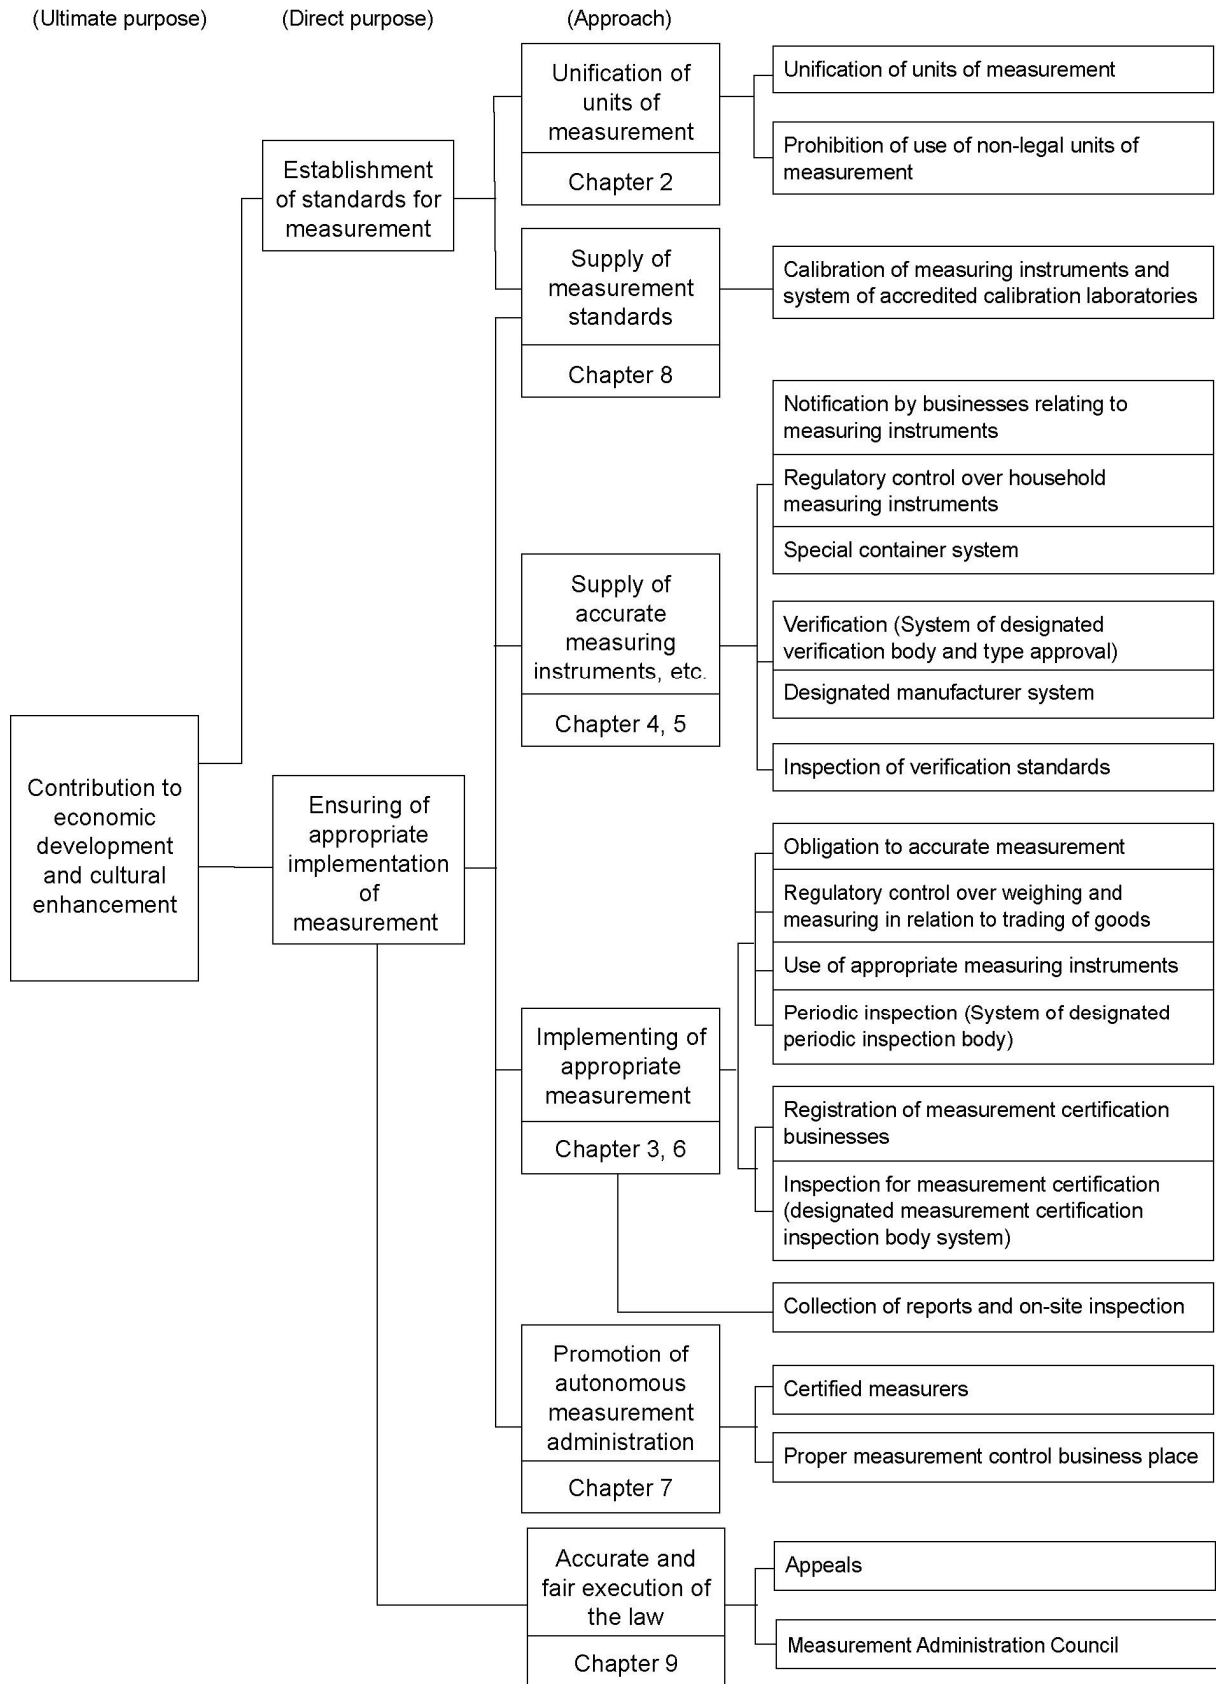 (Ultimate purpose)
(Direct purpose)
(Approach)
Contribution to
economic
development
and cultural
enhancement
Establishment
of standards for
measurement
Ensuring of
appropriate
implementation
of
measurement
Unification of
units of
measurement
Chapter 2
Unification of units of measurement
Prohibition of use of non-legal units of
measurement
Supply of
measurement
standards
Chapter 8
Calibration of measuring instruments and
system of accredited calibration laboratories
Supply of
accurate
measuring
instruments, etc.
Chapter 4, 5
Notification by businesses relating to
measuring instruments
Regulatory control over household
measuring instruments
Special container system
Verification (System of designated
verification body and type approval)
Designated manufacturer system
Inspection of verification standards
Implementing of
appropriate
measurement
Chapter 3, 6
Obligation to accurate measurement
Regulatory control over weighing and
measuring in relation to trading of goods
Use of appropriate measuring instruments
Periodic inspection (System of designated
periodic inspection body)
Registration of measurement certification
businesses
Inspection for measurement certification
(designated measurement certification
inspection body system)
Collection of reports and on-site inspection
Promotion of
autonomous
measurement
administration
Chapter 7
Certified measurers
Proper measurement control business place
Accurate and
fair execution of
the law
Chapter 9
Appeals
Measurement Administration Council